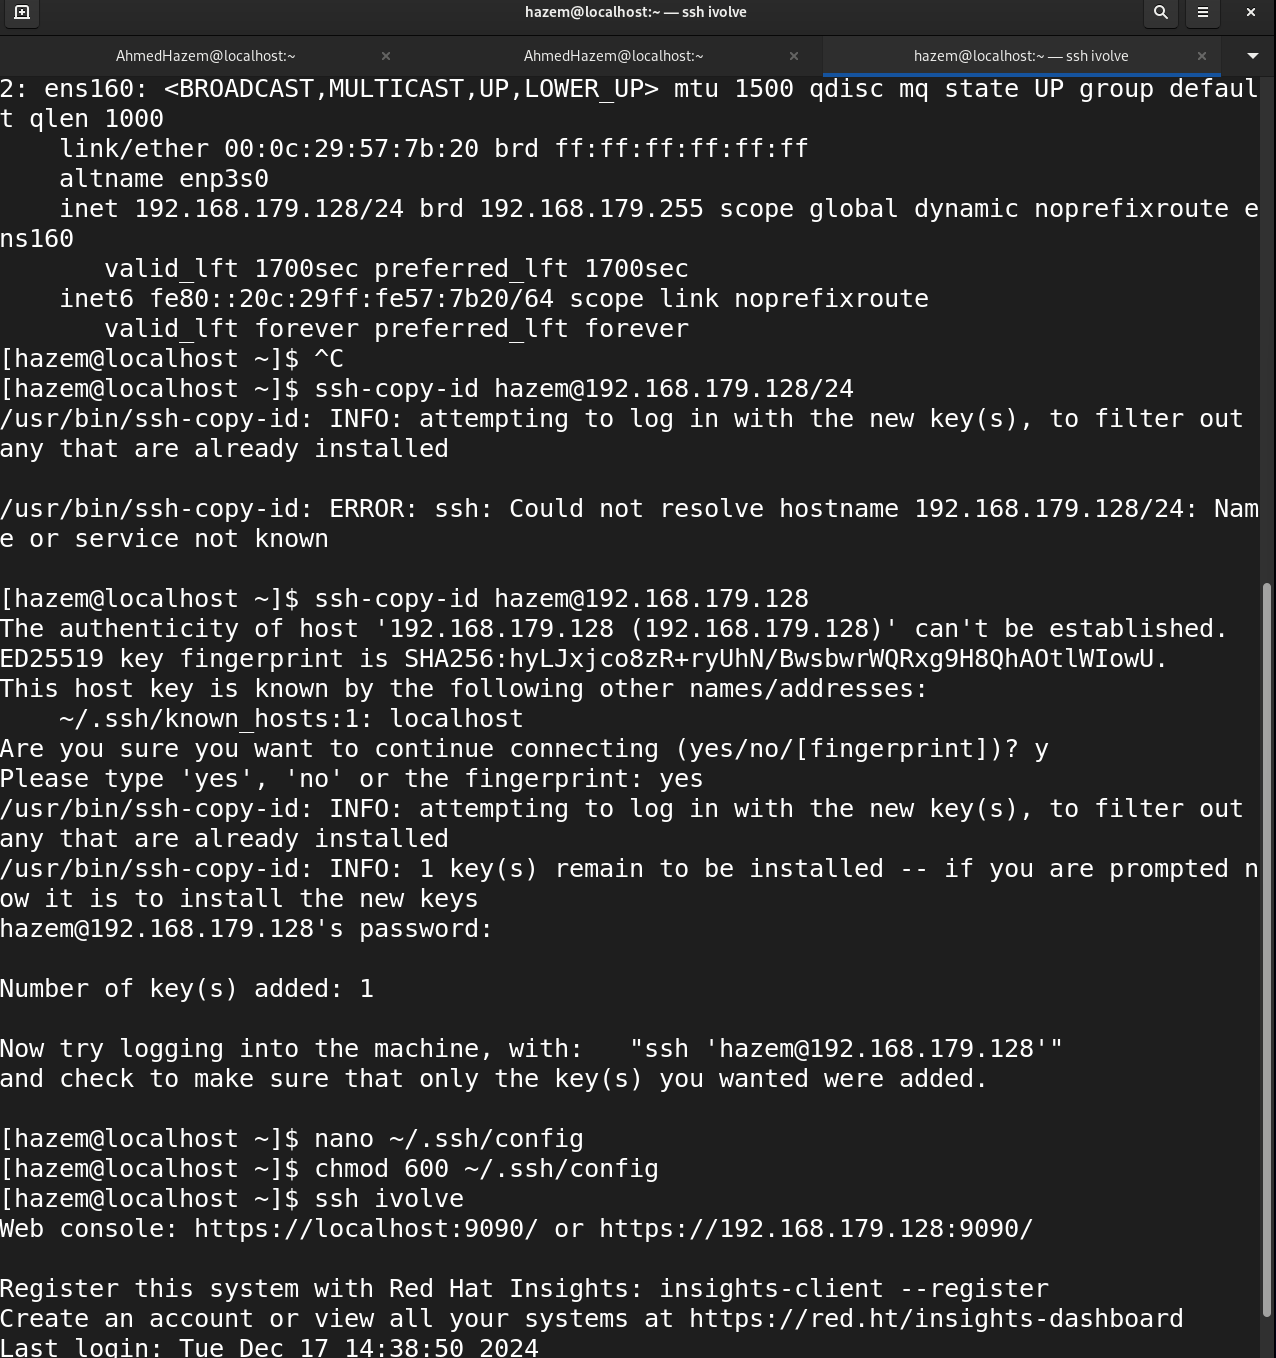 hazem@localhost:~ — ssh ivolve
AhmedHazem@localhost:~ × AhmedHazem@localhost:~ × hazem@localhost:~ — ssh ivolve ×
2: ens160: <BROADCAST,MULTICAST,UP,LOWER_UP> mtu 1500 qdisc mq state UP group defaul
t qlen 1000
    link/ether 00:0c:29:57:7b:20 brd ff:ff:ff:ff:ff:ff
    altname enp3s0
    inet 192.168.179.128/24 brd 192.168.179.255 scope global dynamic noprefixroute e
ns160
       valid_lft 1700sec preferred_lft 1700sec
    inet6 fe80::20c:29ff:fe57:7b20/64 scope link noprefixroute
       valid_lft forever preferred_lft forever
[hazem@localhost ~]$ ^C
[hazem@localhost ~]$ ssh-copy-id hazem@192.168.179.128/24
/usr/bin/ssh-copy-id: INFO: attempting to log in with the new key(s), to filter out
any that are already installed

/usr/bin/ssh-copy-id: ERROR: ssh: Could not resolve hostname 192.168.179.128/24: Nam
e or service not known

[hazem@localhost ~]$ ssh-copy-id hazem@192.168.179.128
The authenticity of host '192.168.179.128 (192.168.179.128)' can't be established.
ED25519 key fingerprint is SHA256:hyLJxjco8zR+ryUhN/BwsbwrWQRxg9H8QhAOtlWIowU.
This host key is known by the following other names/addresses:
    ~/.ssh/known_hosts:1: localhost
Are you sure you want to continue connecting (yes/no/[fingerprint])? y
Please type 'yes', 'no' or the fingerprint: yes
/usr/bin/ssh-copy-id: INFO: attempting to log in with the new key(s), to filter out
any that are already installed
/usr/bin/ssh-copy-id: INFO: 1 key(s) remain to be installed -- if you are prompted n
ow it is to install the new keys
hazem@192.168.179.128's password:

Number of key(s) added: 1

Now try logging into the machine, with:   "ssh 'hazem@192.168.179.128'"
and check to make sure that only the key(s) you wanted were added.

[hazem@localhost ~]$ nano ~/.ssh/config
[hazem@localhost ~]$ chmod 600 ~/.ssh/config
[hazem@localhost ~]$ ssh ivolve
Web console: https://localhost:9090/ or https://192.168.179.128:9090/

Register this system with Red Hat Insights: insights-client --register
Create an account or view all your systems at https://red.ht/insights-dashboard
Last login: Tue Dec 17 14:38:50 2024